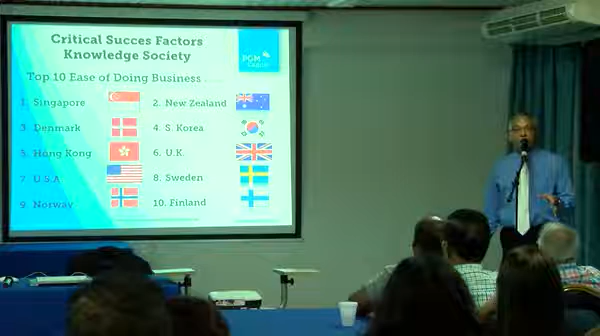 Critical Succes Factors
Knowledge Society
PGM
Top 10 Ease of Doing Business ....
1. Singapore
2. New Zealand
3. Denmark
4. S. Korea
5. Hong Kong
6. U.K.
7. U.S.A
8. Sweden
9. Norway
10. Finland